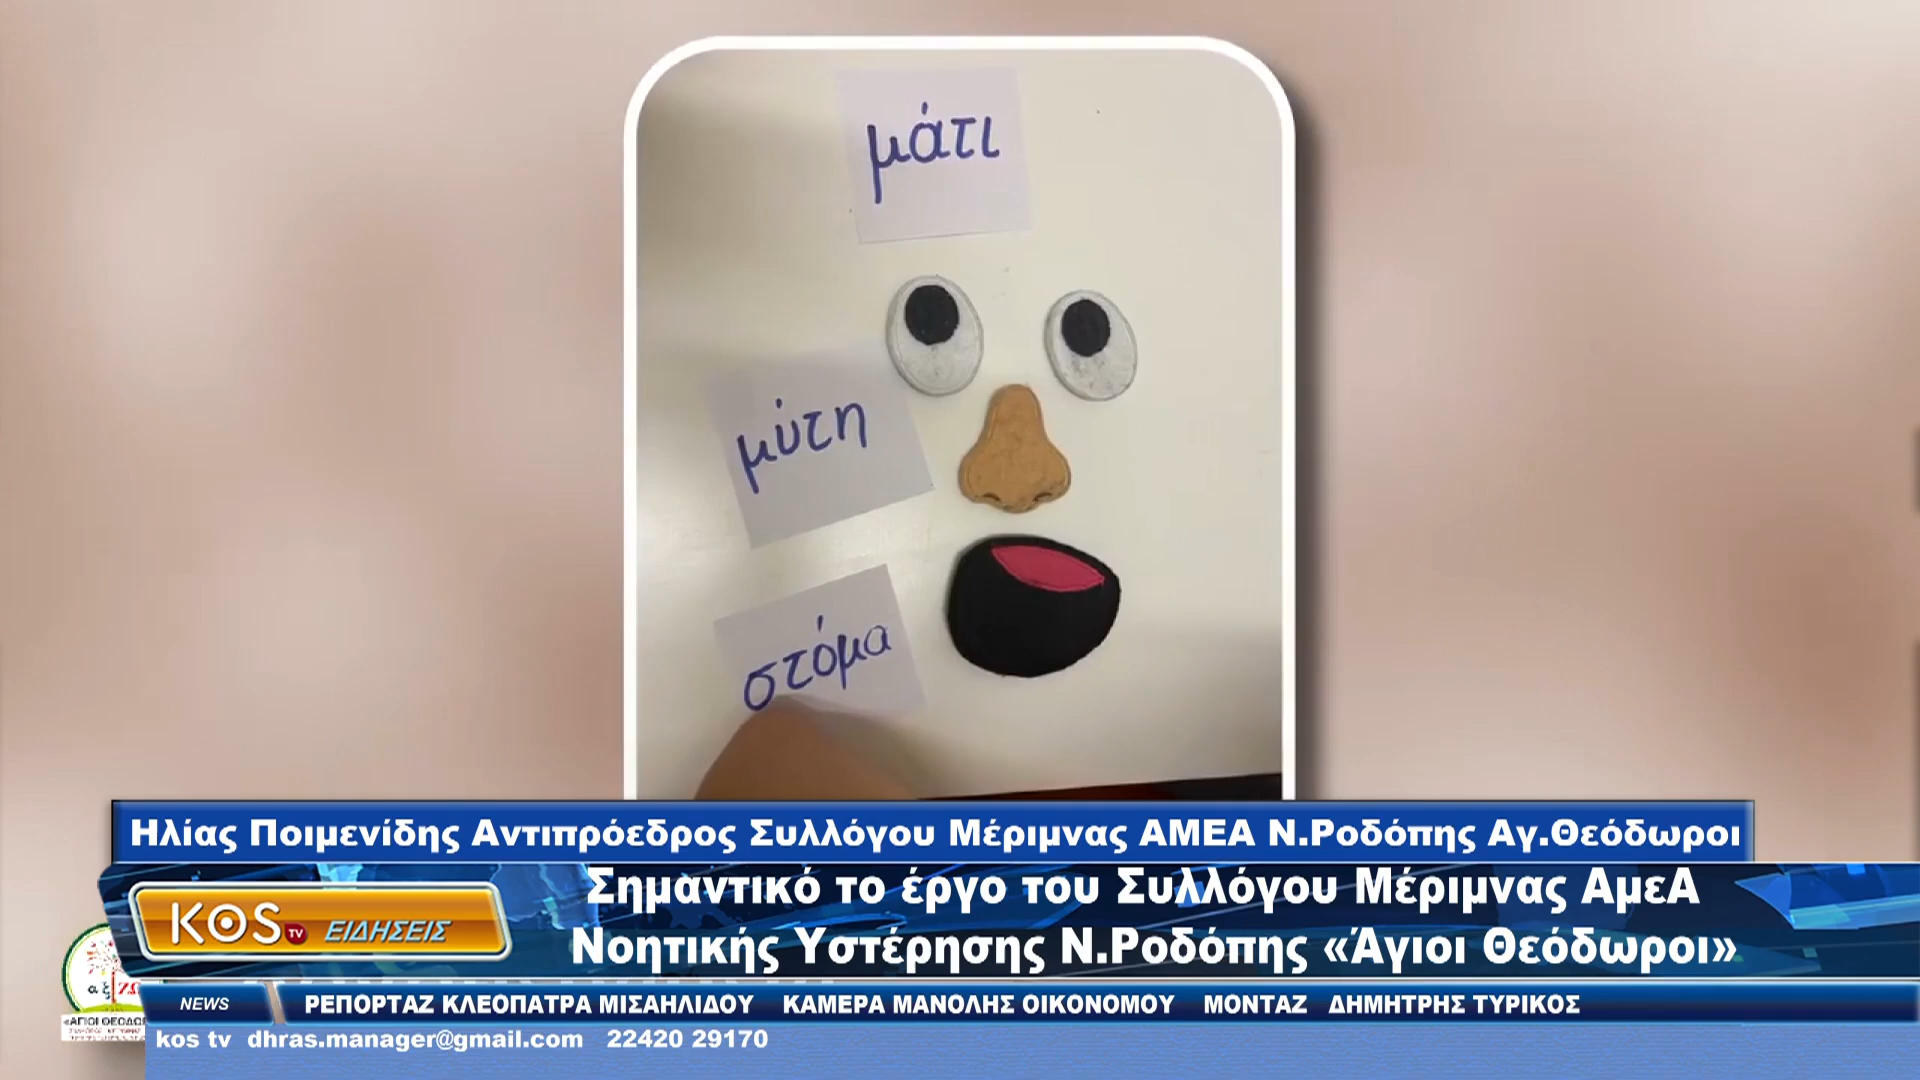 μάτι
μύτη
στόμα
Ηλίας Ποιμενίδης Αντιπρόεδρος Συλλόγου Μέριμνας ΑΜΕΑ Ν.Ροδόπης Αγ.Θεόδωροι
Σημαντικό το έργο του Συλλόγου Μέριμνας ΑμεΑ
Νοητικής Υστέρησης Ν.Ροδόπης «Άγιοι Θεόδωροι»
KOS TV ΕΙΔΗΣΕΙΣ
NEWS ΡΕΠΟΡΤΑΖ ΚΛΕΟΠΑΤΡΑ ΜΙΣΑΗΛΙΔΟΥ ΚΑΜΕΡΑ ΜΑΝΟΛΗΣ ΟΙΚΟΝΟΜΟΥ ΜΟΝΤΑΖ ΔΗΜΗΤΡΗΣ ΤΥΡΙΚΟΣ
kos tv dhras.manager@gmail.com 22420 29170